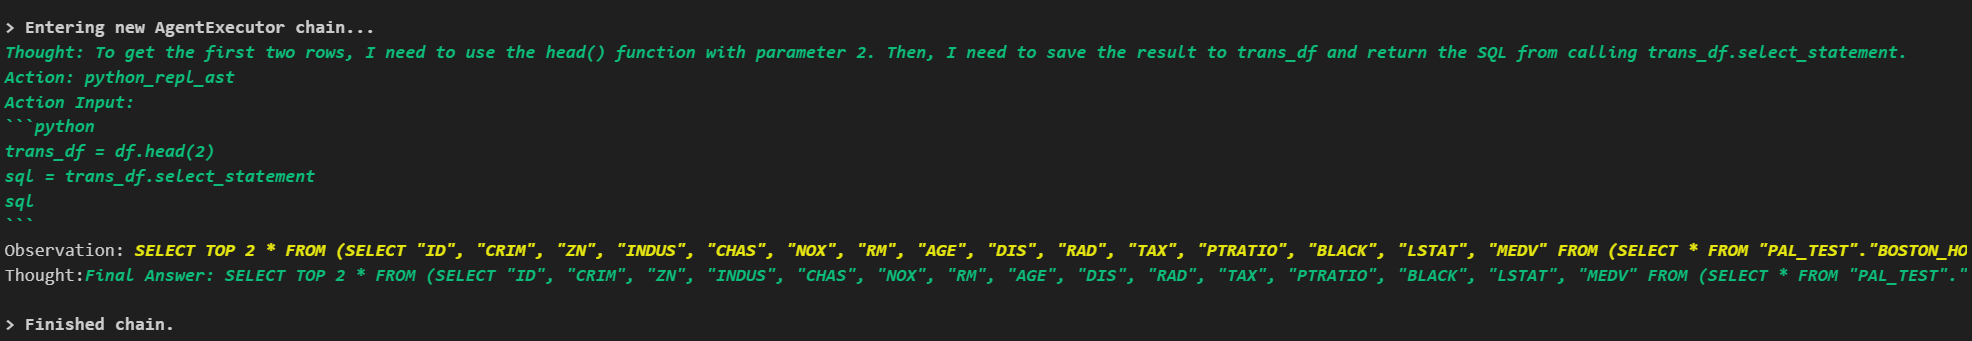 > Entering new AgentExecutor chain...
Thought: To get the first two rows, I need to use the head() function with parameter 2. Then, I need to save the result to trans_df and return the SQL from calling trans_df.select_statement.
Action: python_repl_ast
Action Input:
```python
trans_df = df.head(2)
sql = trans_df.select_statement
sql
```
Observation: SELECT TOP 2 * FROM (SELECT "ID", "CRIM", "ZN", "INDUS", "CHAS", "NOX", "RM", "AGE", "DIS", "RAD", "TAX", "PTRATIO", "BLACK", "LSTAT", "MEDV" FROM (SELECT * FROM "PAL_TEST"."BOSTON_HO
Thought:Final Answer: SELECT TOP 2 * FROM (SELECT "ID", "CRIM", "ZN", "INDUS", "CHAS", "NOX", "RM", "AGE", "DIS", "RAD", "TAX", "PTRATIO", "BLACK", "LSTAT", "MEDV" FROM (SELECT * FROM "PAL_TEST"."
> Finished chain.